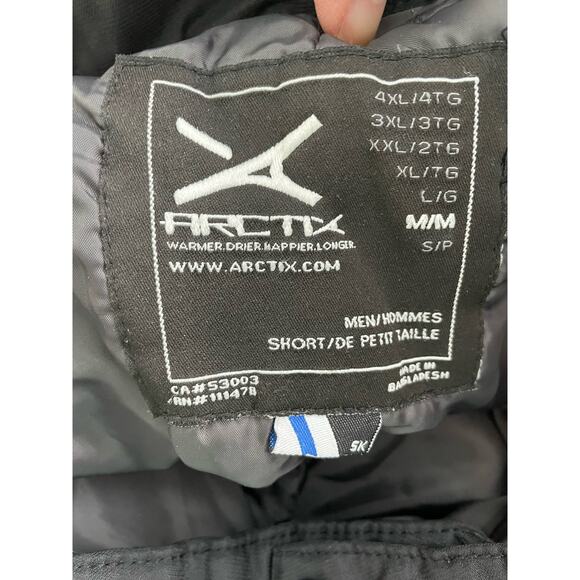 ARCTIX
WARMER.DRIER.HAPPIER.LONGER.
WWW.ARCTIX.COM
4XL/4TG
3XL/3TG
XXL/2TG
XL/TG
L/G
M/M
S/P
MEN/HOMMES
SHORT/DE PETIT TAILLE
CA#53003
RN#111478
MADE IN
BANGLADESH
SK